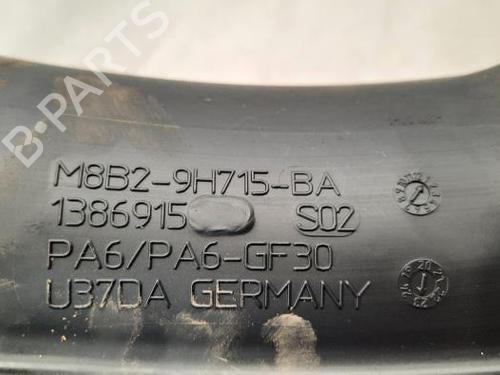 B-PARTS
M8B2-9H715-BA
1386915 S02
PA6/PA6-GF30
U37DA GERMANY